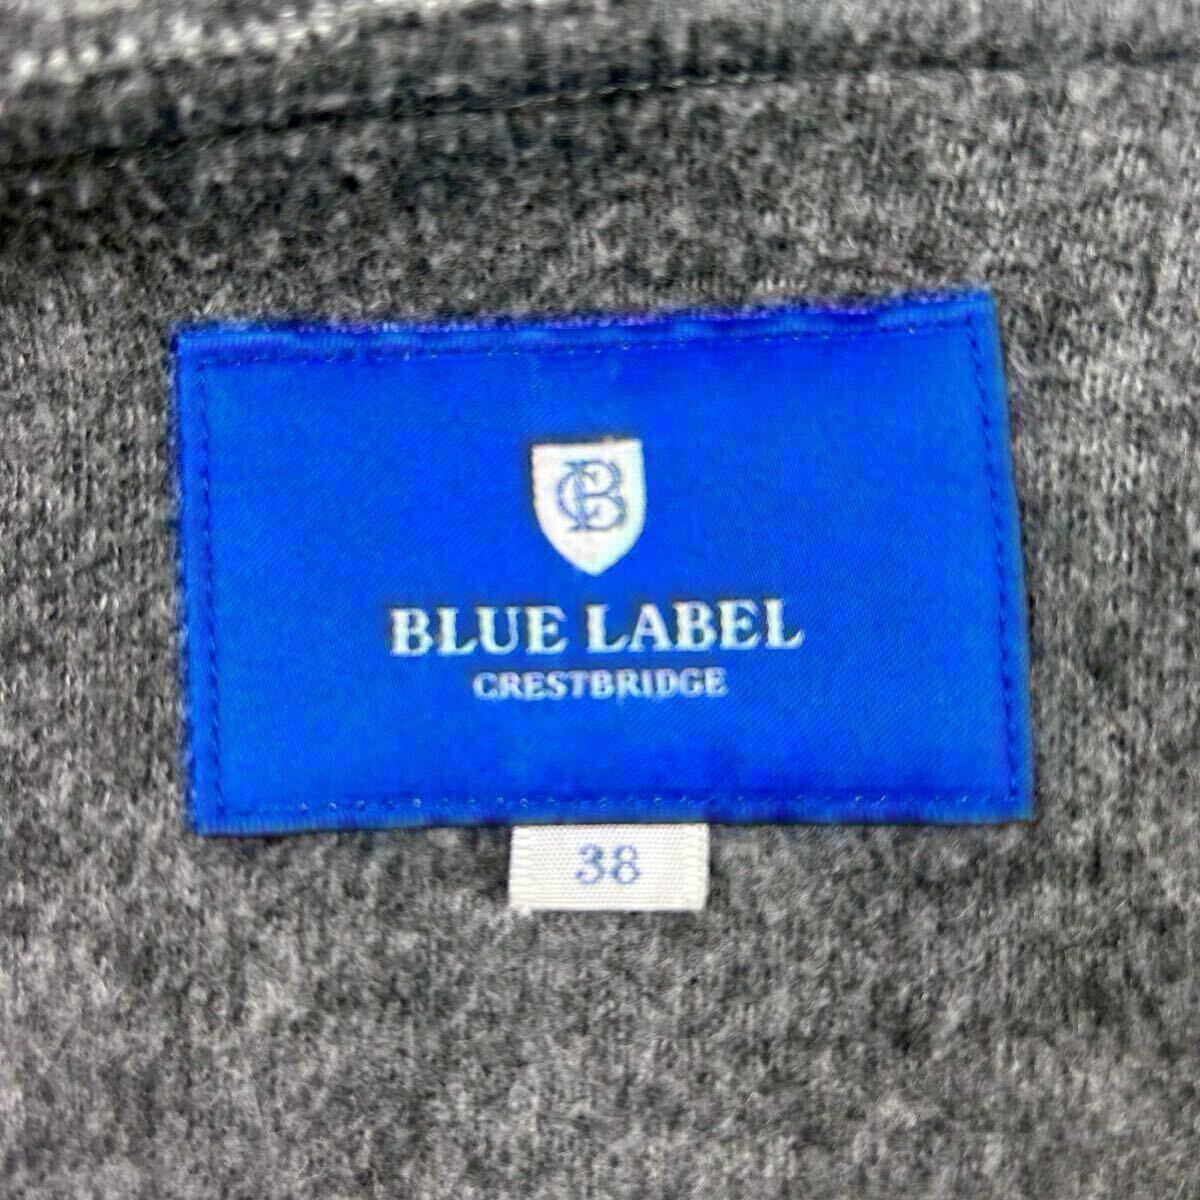 CB
BLUE LABEL
CRESTBRIDGE
38